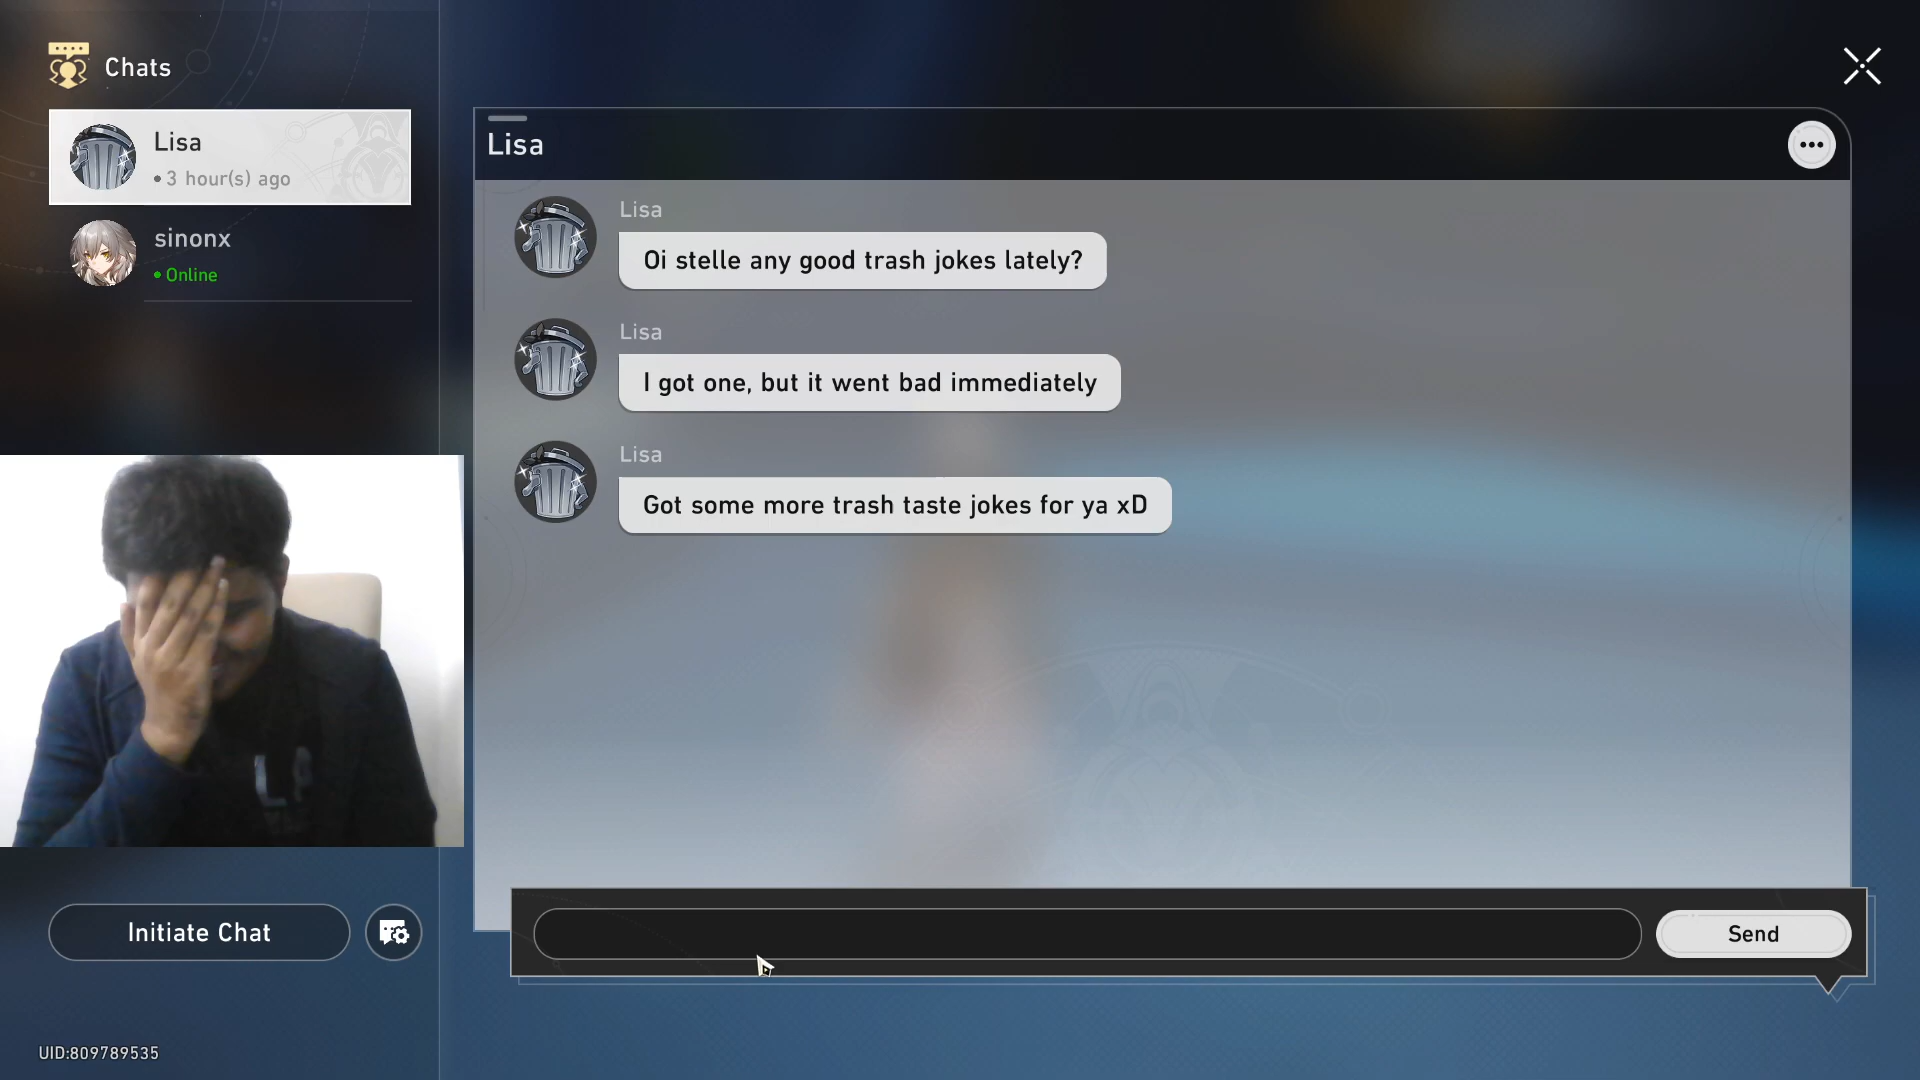 Chats
Lisa
3 hour(s) ago
sinonx
Online
Lisa
Lisa
Oi stelle any good trash jokes lately?
Lisa
I got one, but it went bad immediately
Lisa
Got some more trash taste jokes for ya xD
Initiate Chat
Send
UID:809789535